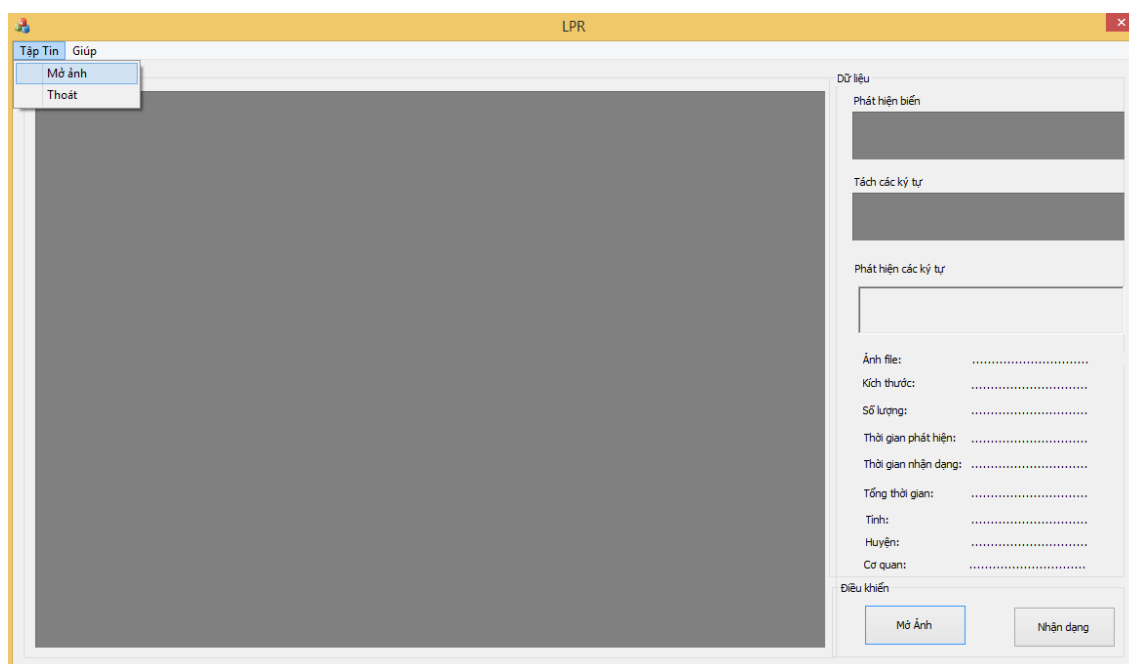 LPR
Tập Tin Giúp
Mở ảnh
Thoát
Dữ liệu
Phát hiện biển
Tách các ký tự
Phát hiện các ký tự
Ảnh file: ..............................
Kích thước: ..............................
Số lượng: ..............................
Thời gian phát hiện: ..............................
Thời gian nhận dạng: ..............................
Tổng thời gian: ..............................
Tỉnh: ..............................
Huyện: ..............................
Cơ quan: ..............................
Điều khiển
Mở Ảnh Nhận dạng